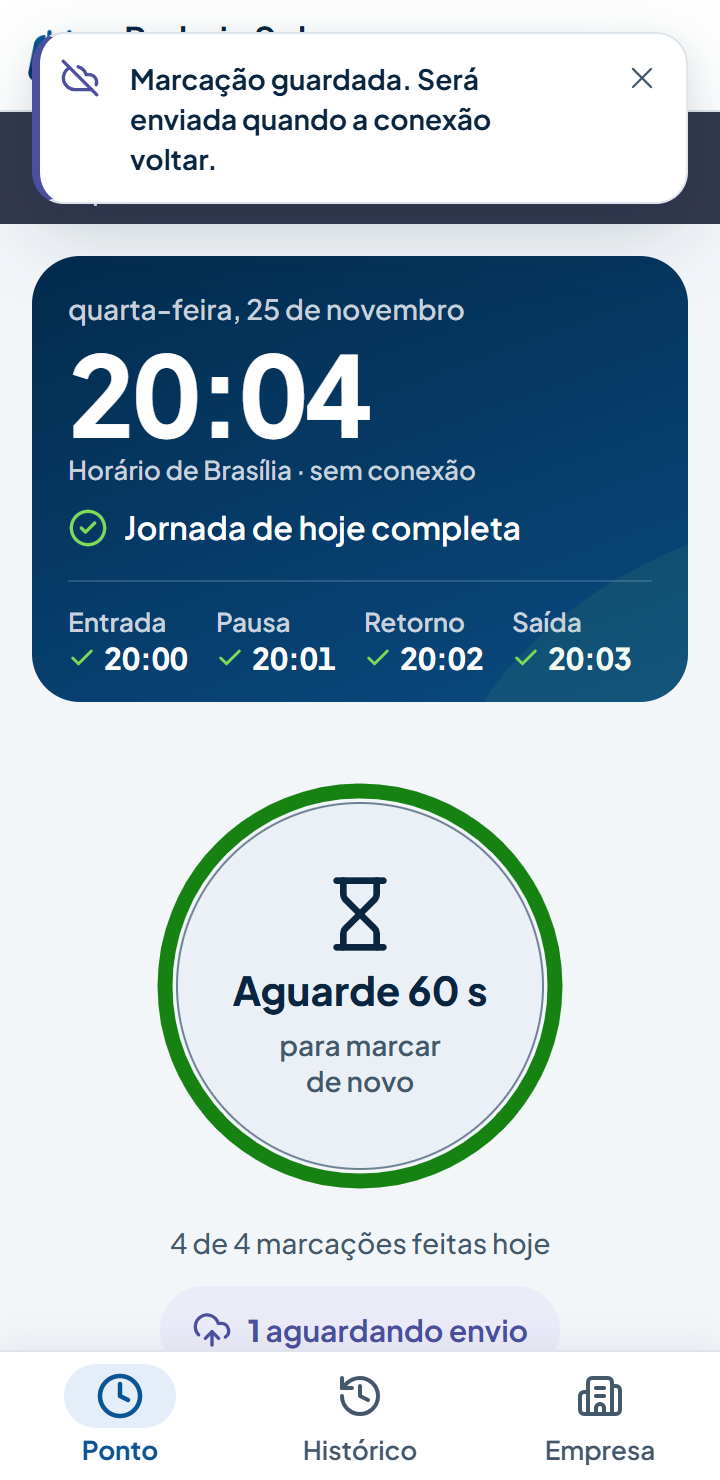 Marcação guardada. Será
enviada quando a conexão
voltar.
quarta-feira, 25 de novembro
20:04
Horário de Brasília · sem conexão
Jornada de hoje completa
Entrada Pausa Retorno Saída
20:00 20:01 20:02 20:03
Aguarde 60 s
para marcar
de novo
4 de 4 marcações feitas hoje
1 aguardando envio
Ponto Histórico Empresa